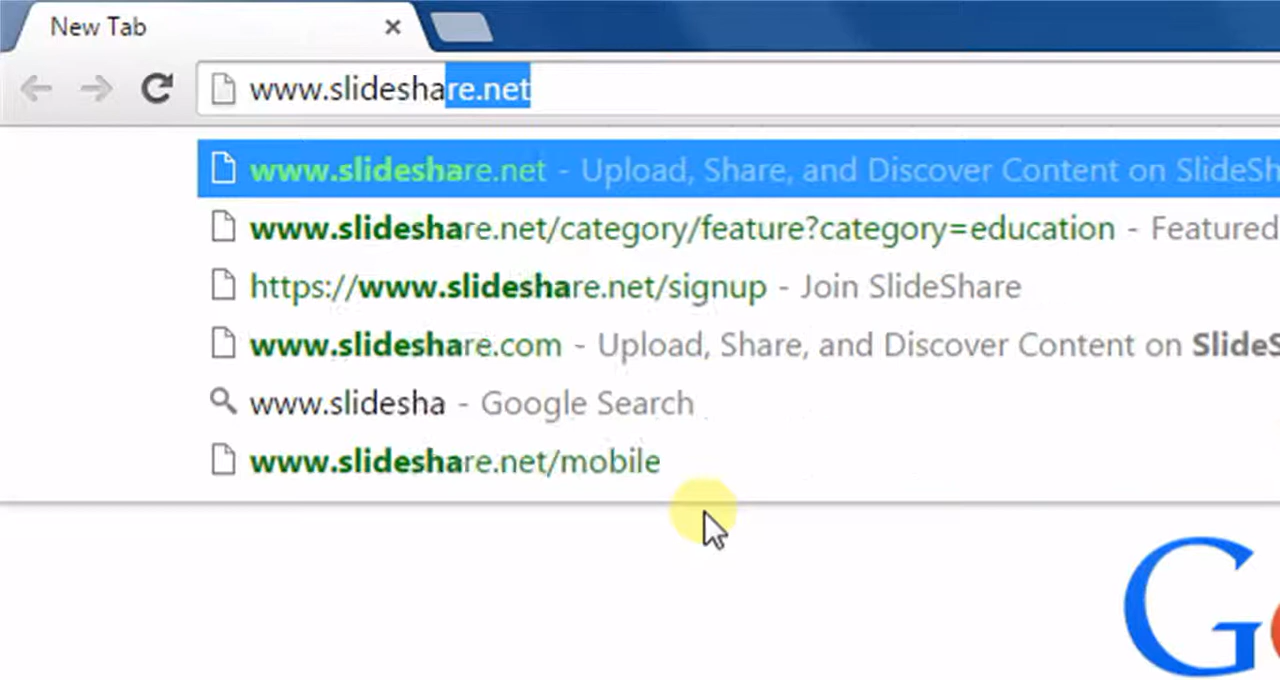 New Tab
www.slideshare.net
www.slideshare.net - Upload, Share, and Discover Content on SlideSh
www.slideshare.net/category/feature?category=education - Featured
https://www.slideshare.net/signup - Join SlideShare
www.slideshare.com - Upload, Share, and Discover Content on SlideS
www.slidesha - Google Search
www.slideshare.net/mobile
G